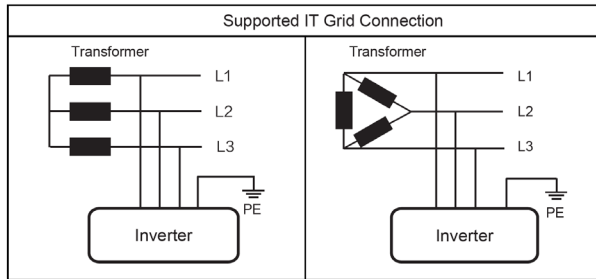 Supported IT Grid Connection
Transformer
L1
L2
L3
PE
Inverter
Transformer
L1
L2
L3
PE
Inverter